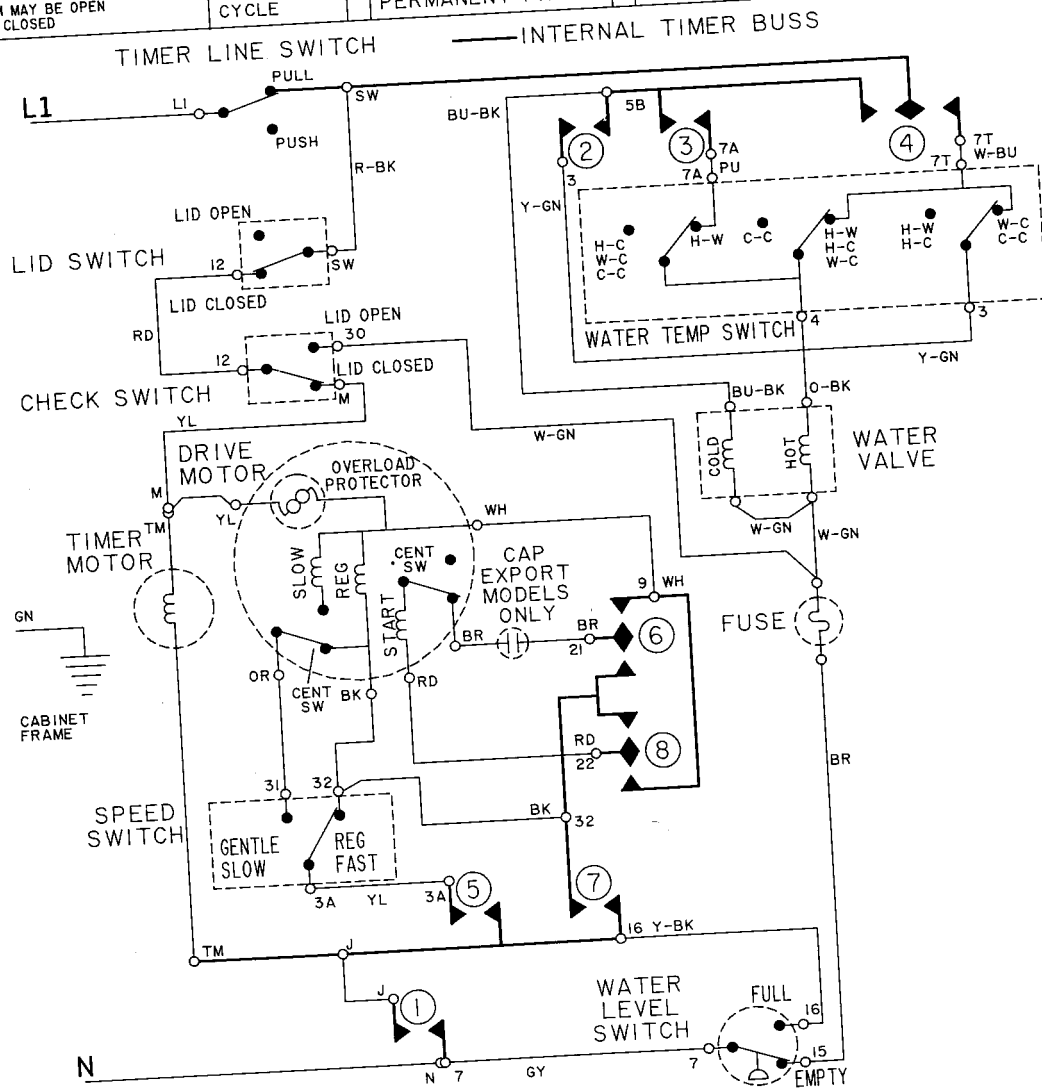 M MAY BE OPEN
CLOSED
CYCLE
TIMER LINE SWITCH
INTERNAL TIMER BUSS
PULL
L1
L1
SW
PUSH
BU-BK
5B
2
3
4
7A
7T
W-BU
7A
PU
7T
3
R-BK
Y-GN
LID OPEN
LID SWITCH
12
SW
LID CLOSED
H-C
W-C
C-C
H-W
C-C
H-W
H-C
W-C
H-W
H-C
W-C
C-C
RD
LID OPEN
30
12
LID CLOSED
M
CHECK SWITCH
WATER TEMP SWITCH
4
3
Y-GN
YL
BU-BK
O-BK
W-GN
COLD
HOT
WATER
VALVE
W-GN
W-GN
DRIVE
MOTOR
OVERLOAD
PROTECTOR
M
TM
YL
WH
TIMER
MOTOR
SLOW
REG
CENT
SW
START
CAP
EXPORT
MODELS
ONLY
9
WH
BR
BR
21
6
FUSE
GN
CABINET
FRAME
OR
CENT
SW
BK
RD
RD
22
8
BR
31
32
BK
32
SPEED
SWITCH
GENTLE
SLOW
REG
FAST
3A
YL
3A
5
7
TM
J
16
Y-BK
J
1
WATER
LEVEL
SWITCH
FULL
16
N
N
7
GY
7
15
EMPTY